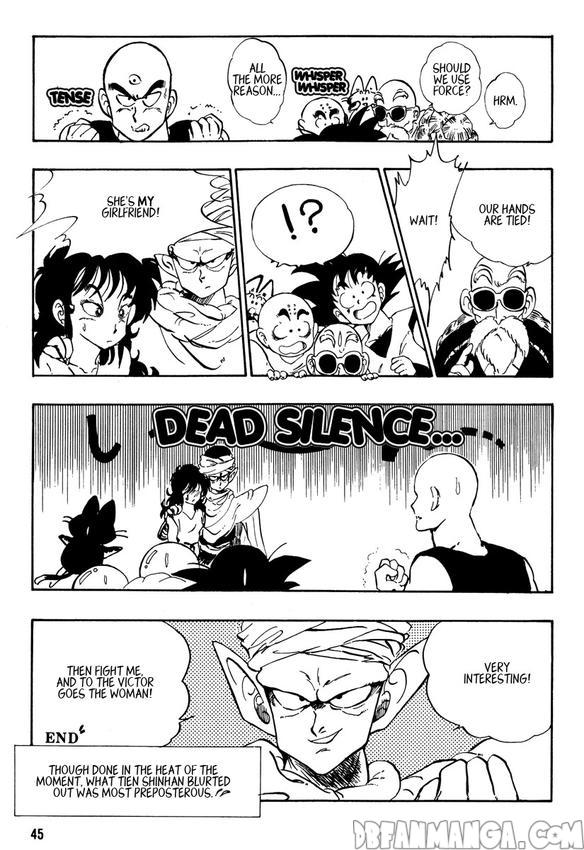 HRM.
SHOULD
WE USE
FORCE?
WHISPER
WHISPER
ALL
THE MORE
REASON...
TENSE
OUR HANDS
ARE TIED!
WAIT!
!?
SHE'S MY
GIRLFRIEND!
DEAD SILENCE....
VERY
INTERESTING!
THEN FIGHT ME,
AND TO THE VICTOR
GOES THE WOMAN!
END
THOUGH DONE IN THE HEAT OF THE
MOMENT, WHAT TIEN SHINHAN BLURTED
OUT WAS MOST PREPOSTEROUS.
45
DBFANMANGA.COM